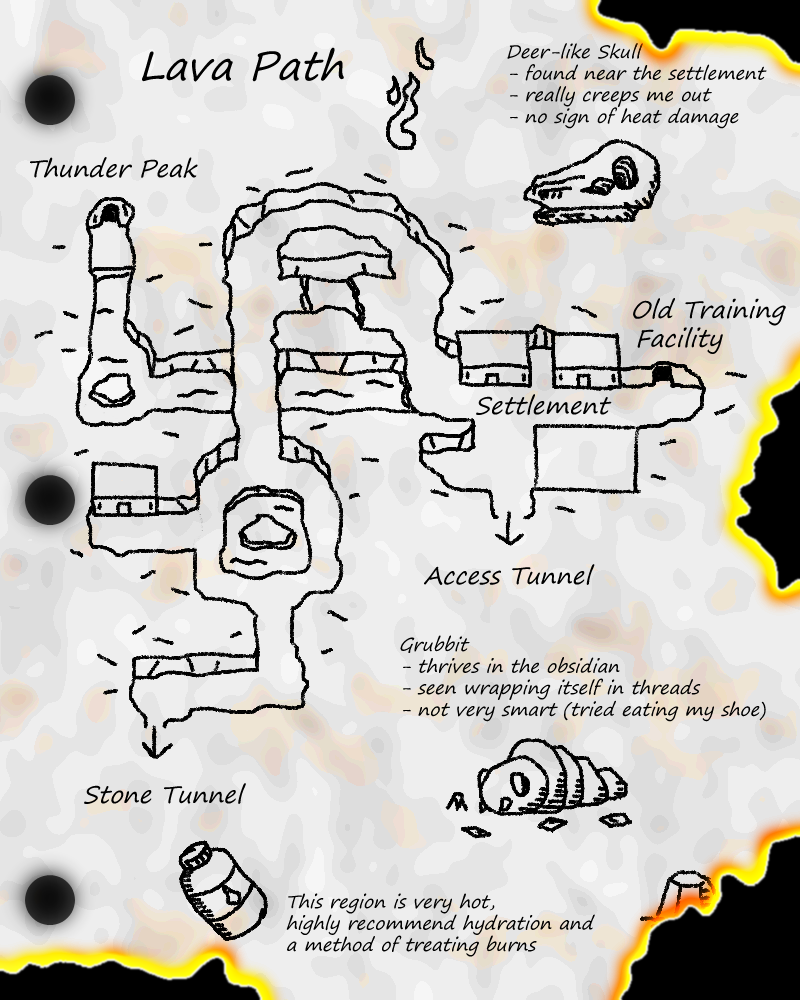 Lava Path
Deer-like Skull
- found near the settlement
- really creeps me out
- no sign of heat damage
Thunder Peak
Old Training
Facility
Settlement
Access Tunnel
Grubbit
- thrives in the obsidian
- seen wrapping itself in threads
- not very smart (tried eating my shoe)
Stone Tunnel
This region is very hot,
highly recommend hydration and
a method of treating burns